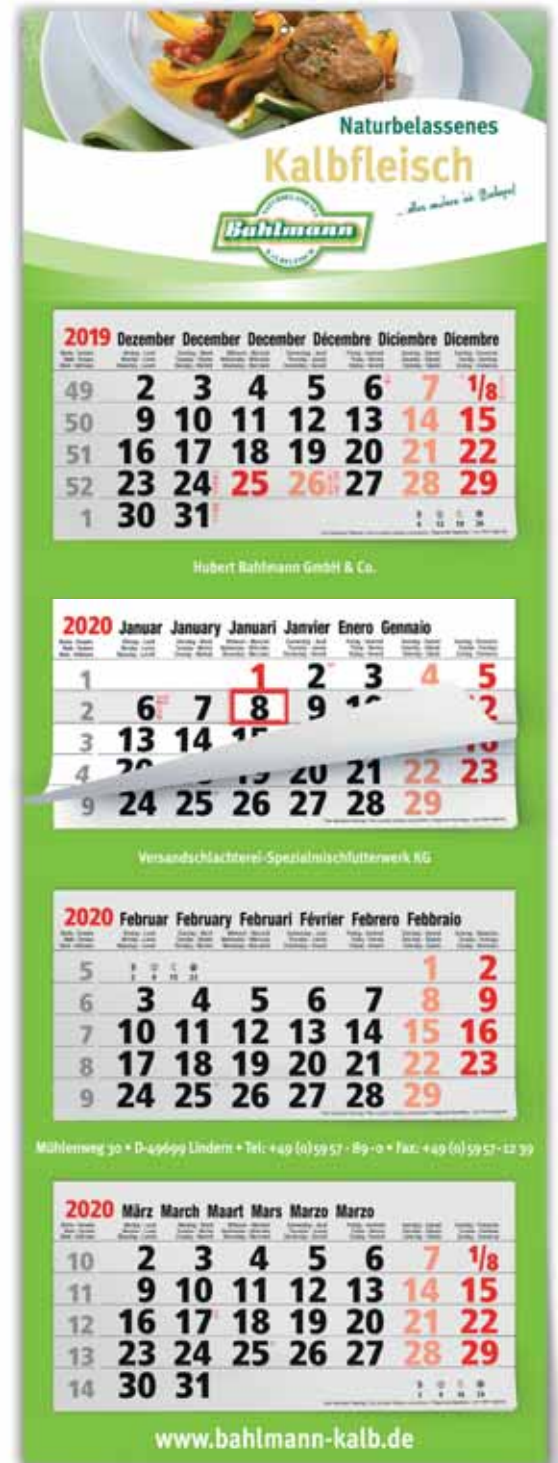 Naturbelassenes
Kalbfleisch
Bahlmann
2019 Dezember December December Décembre Diciembre Dicembre
49 2 3 4 5 6 7 1/8
50 9 10 11 12 13 14 15
51 16 17 18 19 20 21 22
52 23 24 25 26 27 28 29
1 30 31
Hubert Bahlmann GmbH & Co.
2020 Januar January Januari Janvier Enero Gennaio
1 1 2 3 4 5
2 6 7 8 9
3 13 14
4
20 21 22 23
9 24 25 26 27 28 29
Versandschlachterei-Spezialmischfutterwerk KG
2020 Februar February Februari Février Febrero Febbraio
5 1 2
6 3 4 5 6 7 8 9
7 10 11 12 13 14 15 16
8 17 18 19 20 21 22 23
9 24 25 26 27 28 29
Mühlenweg 30 • D-49699 Lindern • Tel: +49 (0) 59 57 - 89-0 • Fax: +49 (0) 59 57-12 39
2020 März March Maart Mars Marzo Marzo
10 2 3 4 5 6 7 1/8
11 9 10 11 12 13 14 15
12 16 17 18 19 20 21 22
13 23 24 25 26 27 28 29
14 30 31
www.bahlmann-kalb.de